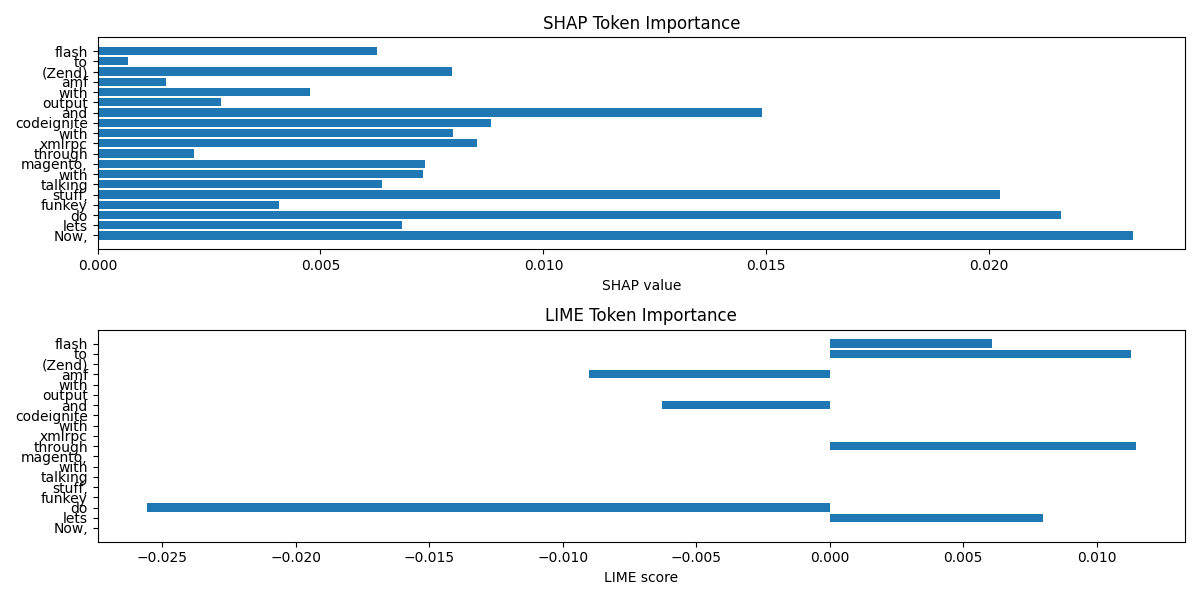 SHAP Token Importance
flash
to
(Zend)
amf
with
output
and
codeignite
with
xmlrpc
through
magento,
with
talking
stuff,
funkey
do
lets
Now,
0.000 0.005 0.010 0.015 0.020
SHAP value
LIME Token Importance
flash
to
(Zend)
amf
with
output
and
codeignite
with
xmlrpc
through
magento,
with
talking
stuff,
funkey
do
lets
Now,
−0.025 −0.020 −0.015 −0.010 −0.005 0.000 0.005 0.010
LIME score